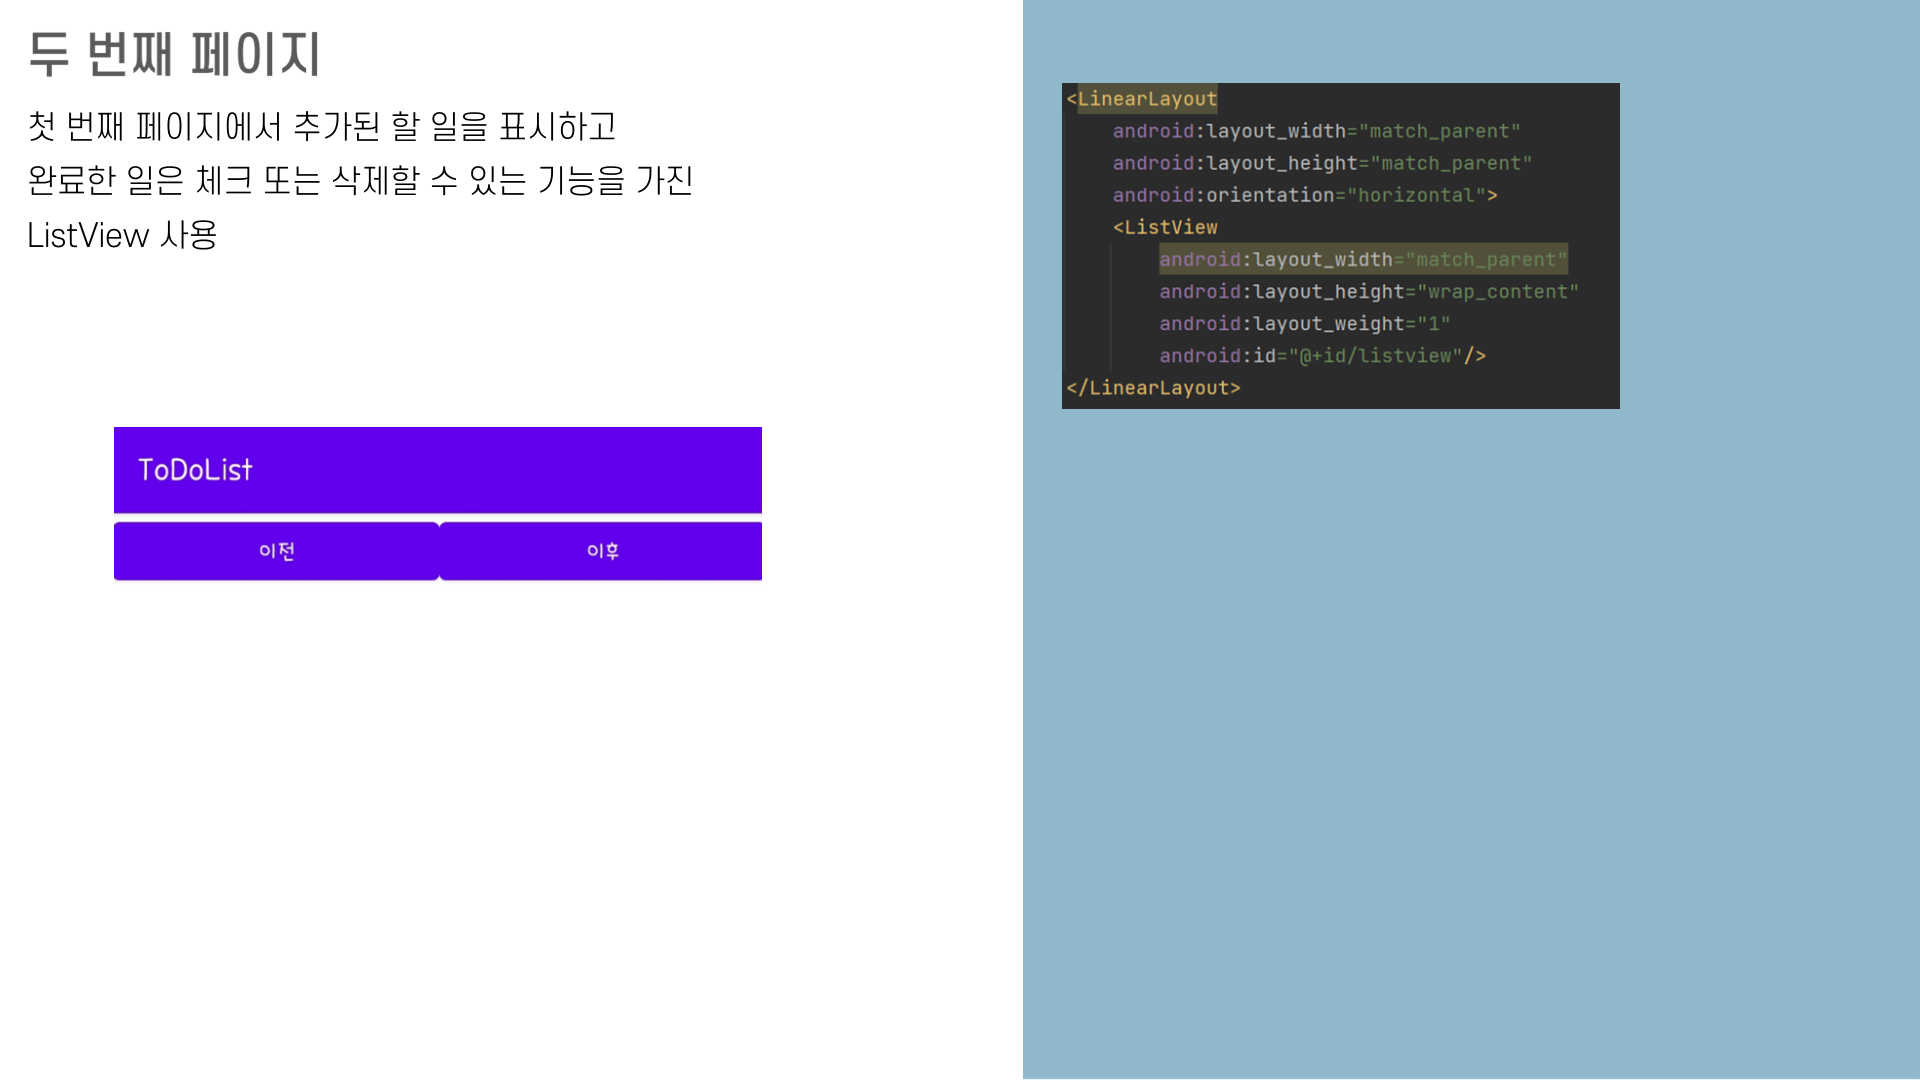 두 번째 페이지
첫 번째 페이지에서 추가된 할 일을 표시하고
완료한 일은 체크 또는 삭제할 수 있는 기능을 가진
ListView 사용
ToDoList
이전 이후
<LinearLayout
    android:layout_width="match_parent"
    android:layout_height="match_parent"
    android:orientation="horizontal">
    <ListView
        android:layout_width="match_parent"
        android:layout_height="wrap_content"
        android:layout_weight="1"
        android:id="@+id/listview"/>
</LinearLayout>